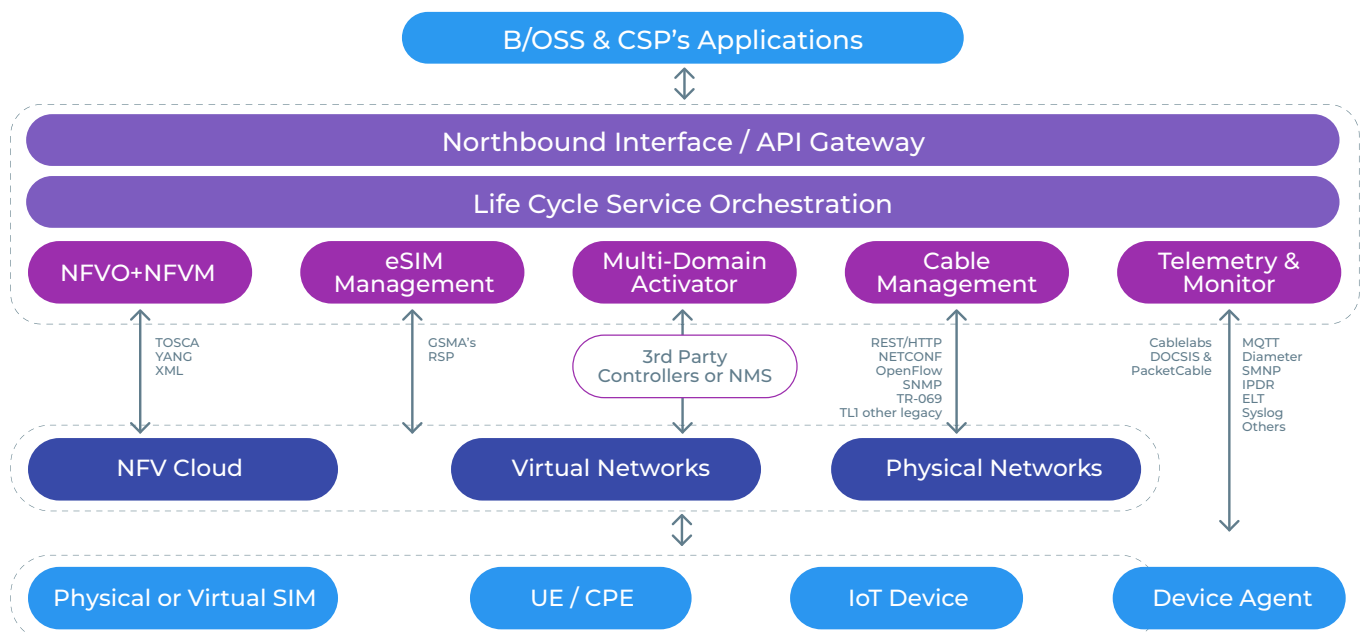 B/OSS & CSP’s Applications
Northbound Interface / API Gateway
Life Cycle Service Orchestration
NFVO+NFVM
eSIM
Management
Multi-Domain
Activator
Cable
Management
Telemetry &
Monitor
TOSCA
YANG
XML
GSMA’s
RSP
3rd Party
Controllers or NMS
REST/HTTP
NETCONF
OpenFlow
SNMP
TR-069
TL1 other legacy
Cablelabs
DOCSIS &
PacketCable
MQTT
Diameter
SMNP
IPDR
ELT
Syslog
Others
NFV Cloud
Virtual Networks
Physical Networks
Physical or Virtual SIM
UE / CPE
IoT Device
Device Agent